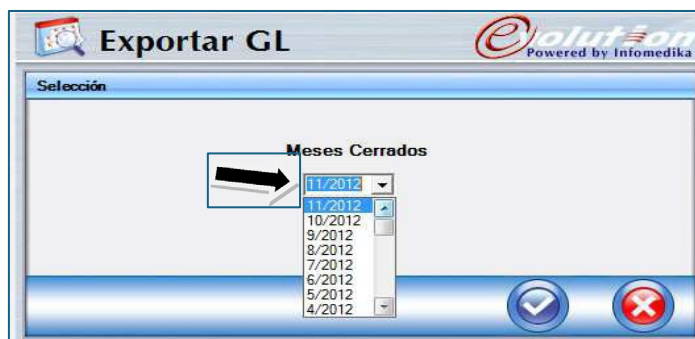 Exportar GL
evolution
Powered by Infomedika
Selección
Meses Cerrados
11/2012
11/2012
10/2012
9/2012
8/2012
7/2012
6/2012
5/2012
4/2012